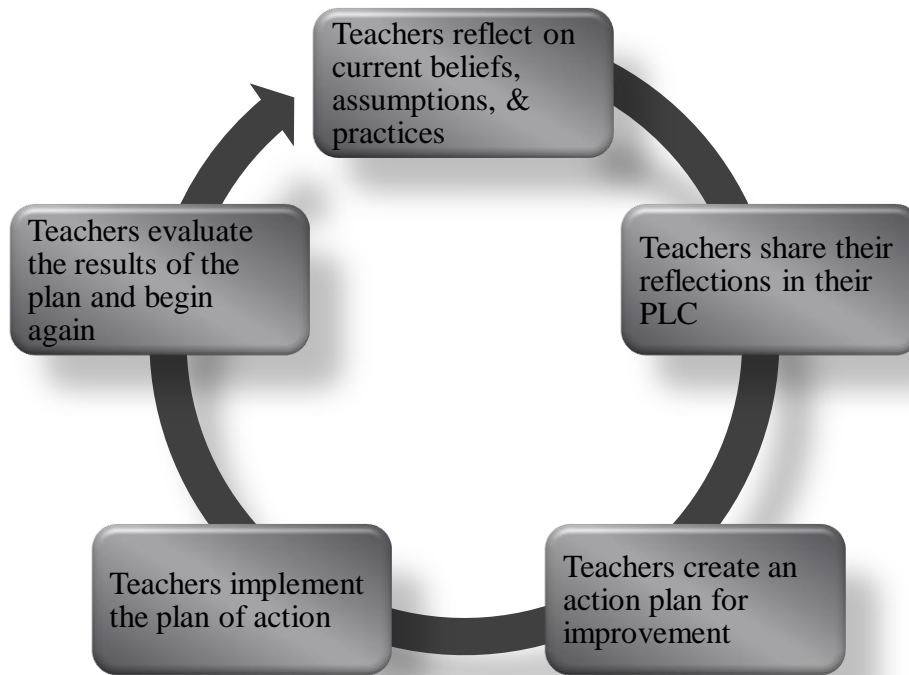 Teachers reflect on
current beliefs,
assumptions, &
practices
Teachers share their
reflections in their
PLC
Teachers create an
action plan for
improvement
Teachers implement
the plan of action
Teachers evaluate
the results of the
plan and begin
again